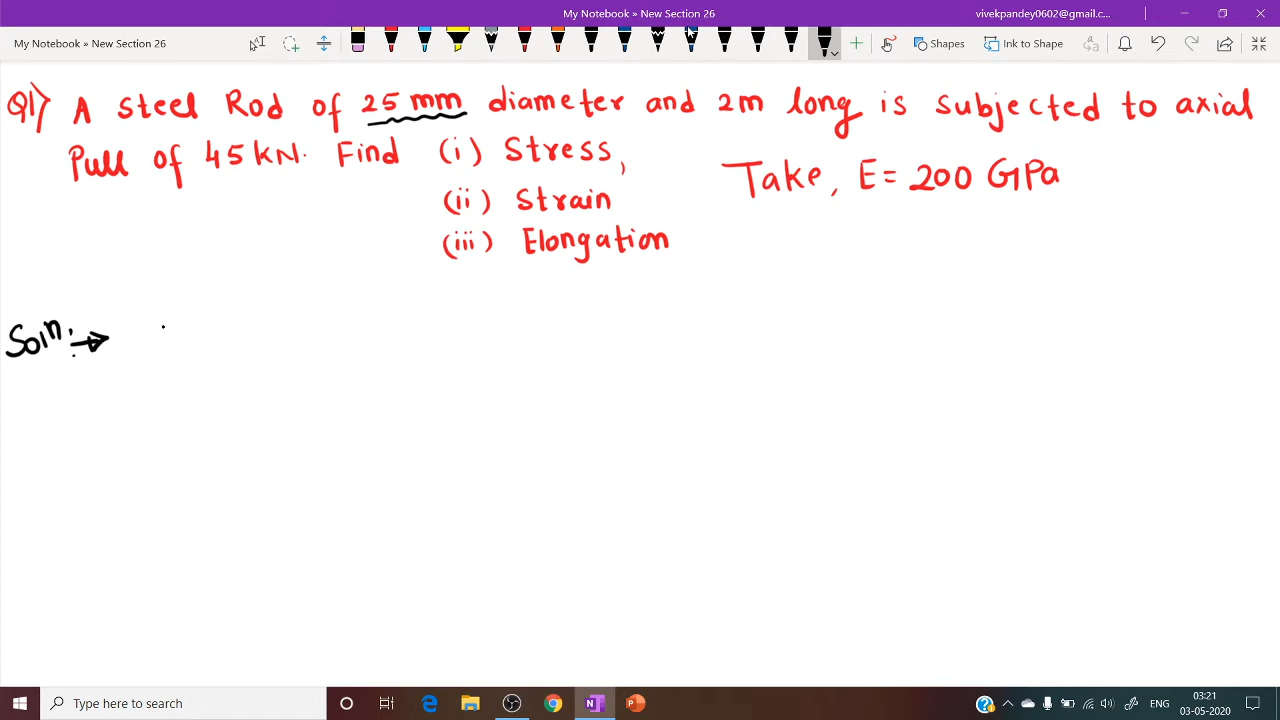 My Notebook » New Section 26
vivekpandey0602@gmail.c...
My Notebook » New Section 26
Shapes
Ink to Shape
Q1) A steel Rod of 25 mm diameter and 2m long is subjected to axial
Pull of 45 kN. Find (i) Stress,
Take, E = 200 GPa
(ii) Strain
(iii) Elongation
Soln. →
Type here to search
ENG
03:21
03-05-2020